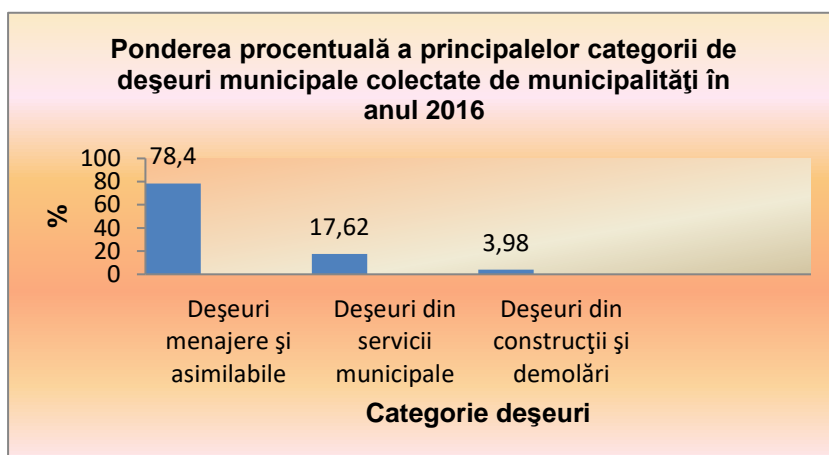 Ponderea procentuală a principalelor categorii de
deşeuri municipale colectate de municipalităţi în
anul 2016
%
100
80
60
40
20
0
78,4
17,62
3,98
Deşeuri
menajere şi
asimilabile
Deşeuri din
servicii
municipale
Deşeuri din
construcţii şi
demolări
Categorie deşeuri